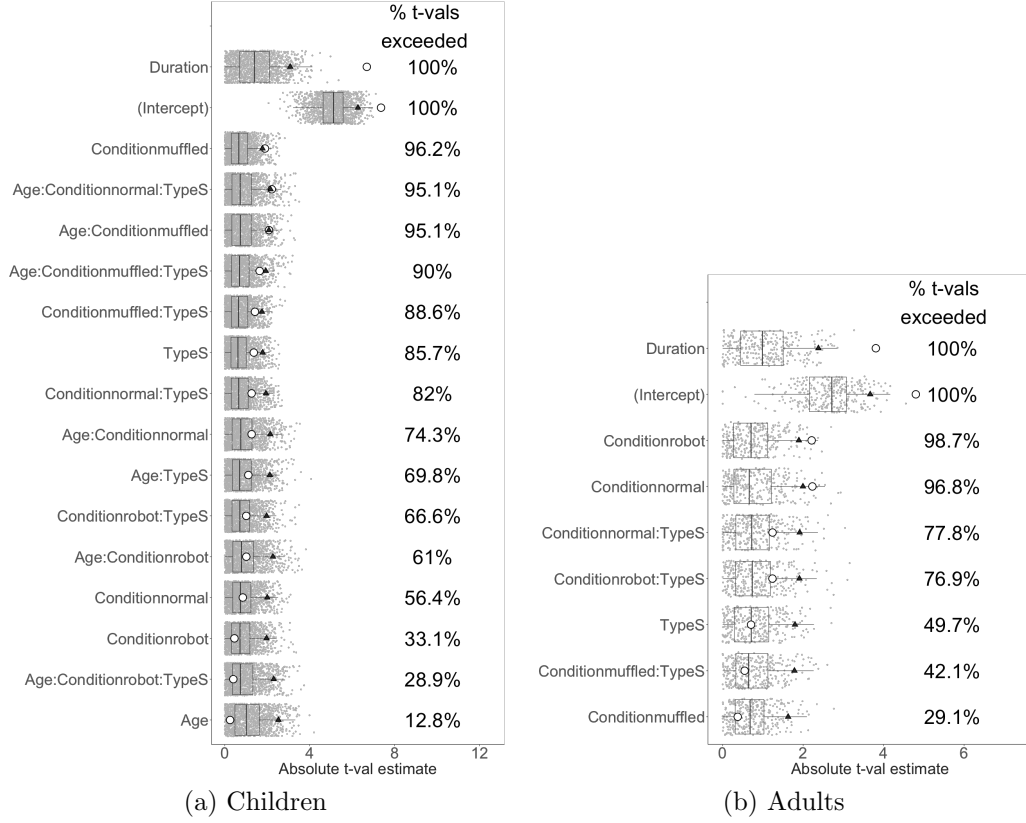 % t-vals
exceeded
Duration 100%
(Intercept) 100%
Conditionmuffled 96.2%
Age:Conditionnormal:TypeS 95.1%
Age:Conditionmuffled 95.1%
Age:Conditionmuffled:TypeS 90%
Conditionmuffled:TypeS 88.6%
TypeS 85.7%
Conditionnormal:TypeS 82%
Age:Conditionnormal 74.3%
Age:TypeS 69.8%
Conditionrobot:TypeS 66.6%
Age:Conditionrobot 61%
Conditionnormal 56.4%
Conditionrobot 33.1%
Age:Conditionrobot:TypeS 28.9%
Age 12.8%
0 4 8 12
Absolute t-val estimate
(a) Children
% t-vals
exceeded
Duration 100%
(Intercept) 100%
Conditionrobot 98.7%
Conditionnormal 96.8%
Conditionnormal:TypeS 77.8%
Conditionrobot:TypeS 76.9%
TypeS 49.7%
Conditionmuffled:TypeS 42.1%
Conditionmuffled 29.1%
0 2 4 6
Absolute t-val estimate
(b) Adults